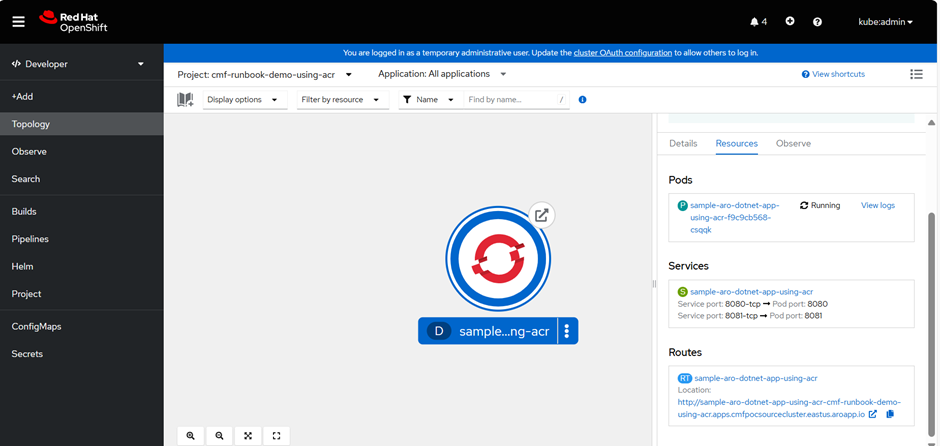 Red Hat
OpenShift
4
kube:admin
You are logged in as a temporary administrative user. Update the cluster OAuth configuration to allow others to log in.
Developer
+Add
Topology
Observe
Search
Builds
Pipelines
Helm
Project
ConfigMaps
Secrets
Project: cmf-runbook-demo-using-acr
Application: All applications
View shortcuts
Display options
Filter by resource
Name
Find by name...
/
D sample...ng-acr
Details Resources Observe
Pods
P sample-aro-dotnet-app-
using-acr-f9c9cb568-
csqqk
Running
View logs
Services
S sample-aro-dotnet-app-using-acr
Service port: 8080-tcp → Pod port: 8080
Service port: 8081-tcp → Pod port: 8081
Routes
RT sample-aro-dotnet-app-using-acr
Location:
http://sample-aro-dotnet-app-using-acr-cmf-runbook-demo-
using-acr.apps.cmfpocsourcecluster.eastus.aroapp.io